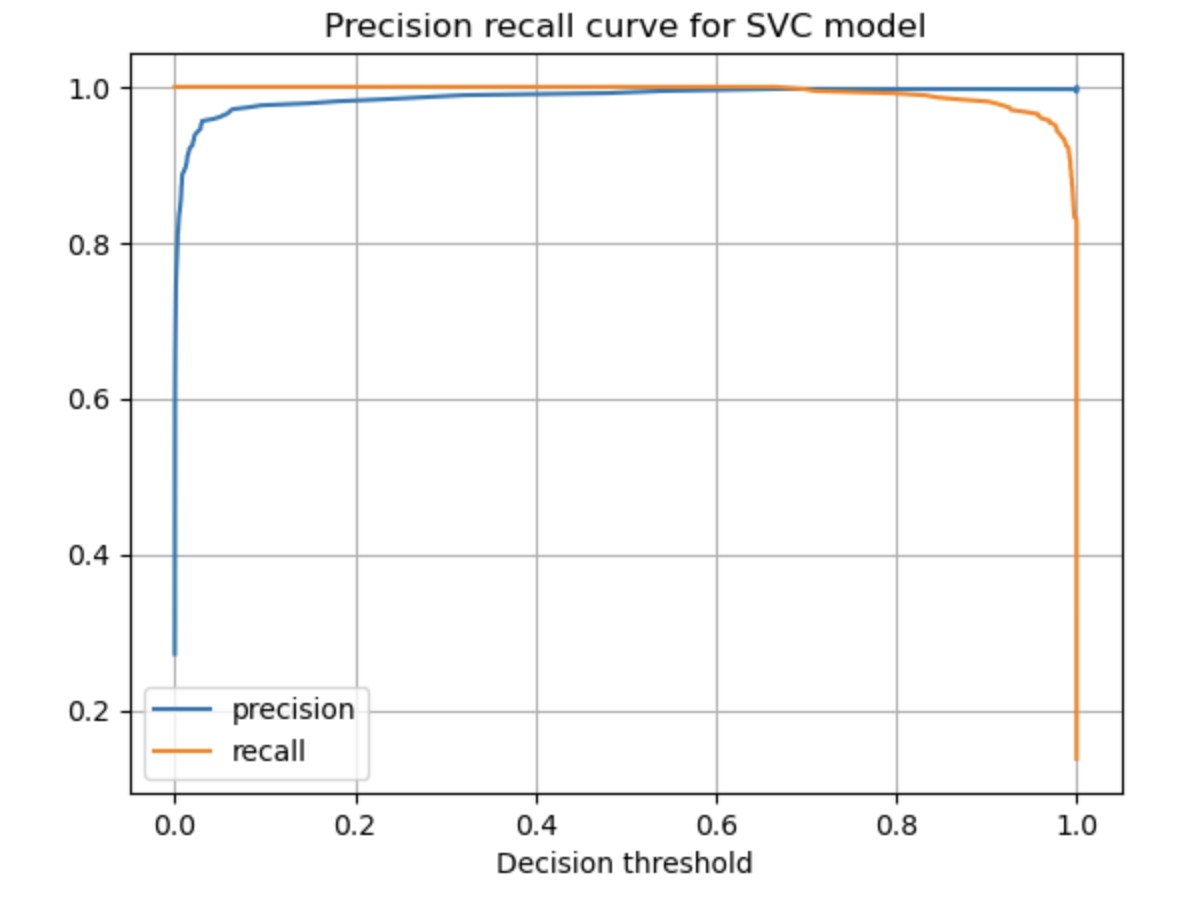 Precision recall curve for SVC model
1.0
0.8
0.6
0.4
0.2
precision
recall
0.0 0.2 0.4 0.6 0.8 1.0
Decision threshold